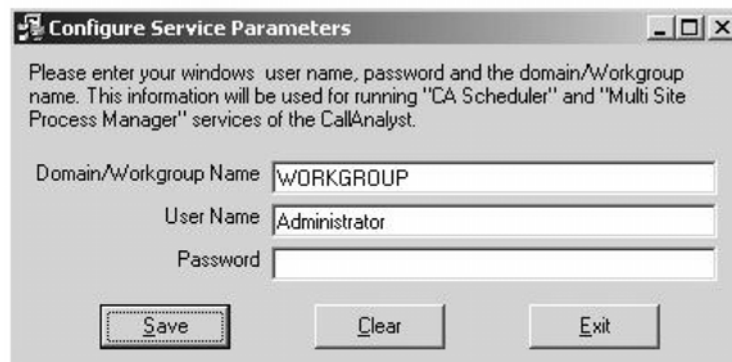 Configure Service Parameters
Please enter your windows user name, password and the domain/Workgroup
name. This information will be used for running "CA Scheduler" and "Multi Site
Process Manager" services of the CallAnalyst.
Domain/Workgroup Name WORKGROUP
User Name Administrator
Password
Save Clear Exit